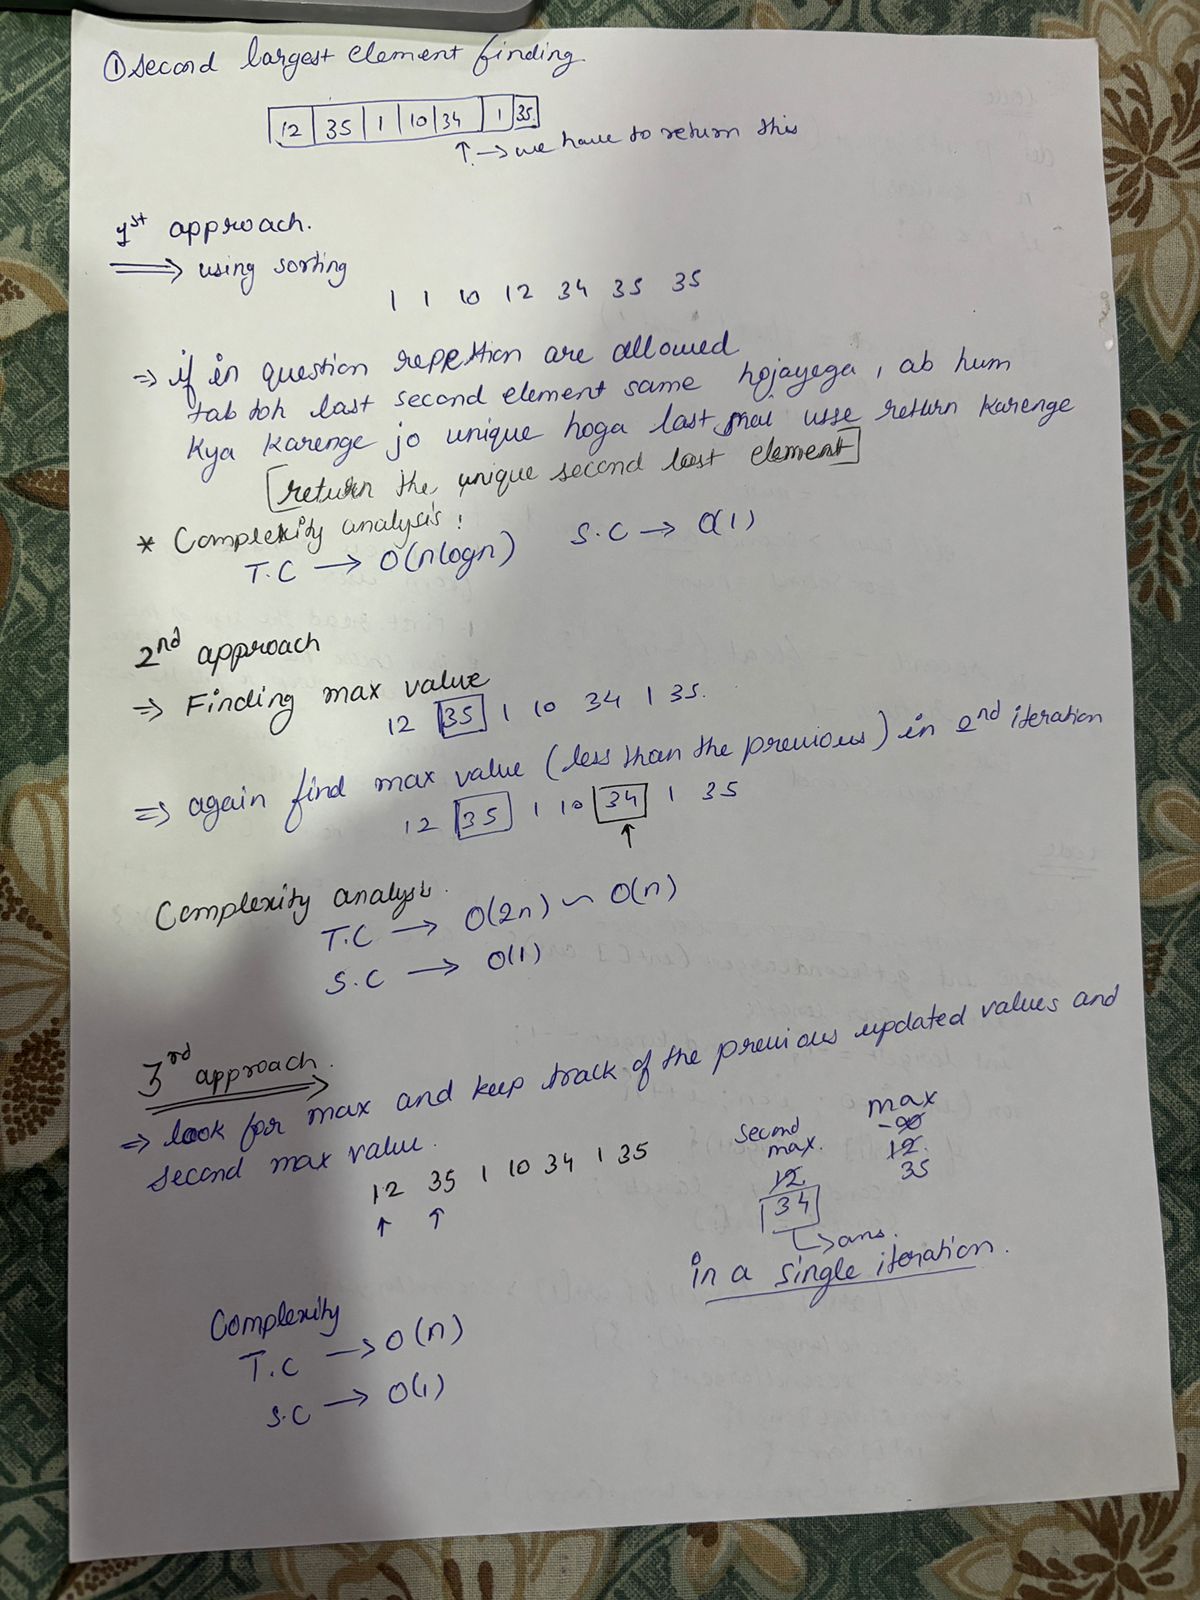 ① Second largest element finding.
12 35 1 10 34 1 35
↑ → we have to return this
1st approach.
⟹ using sorting
1 1 10 12 34 35 35
⇒ if in question repettion are allowed
tab toh last second element same hojayega, ab hum
kya karenge jo unique hoga last mai usse return karenge
[return the unique second last element]
* Complexity analysis:
T.C → O(nlogn) S.C → O(1)
2nd approach
⇒ Finding max value
12 35 1 10 34 1 35.
⇒ again find max value (less than the previous) in 2nd iteration
12 35 1 10 34 1 35
↑
Complexity analysis.
T.C → O(2n) ~ O(n)
S.C → O(1)
3rd approach.
⇒ look for max and keep track of the previous updated values and
second max value.
12 35 1 10 34 1 35
↑ ↑
second max.
12
34
↳ ans.
max
-∞
12.
35
in a single iteration.
Complexity
T.C → O(n)
S.C → O(1)